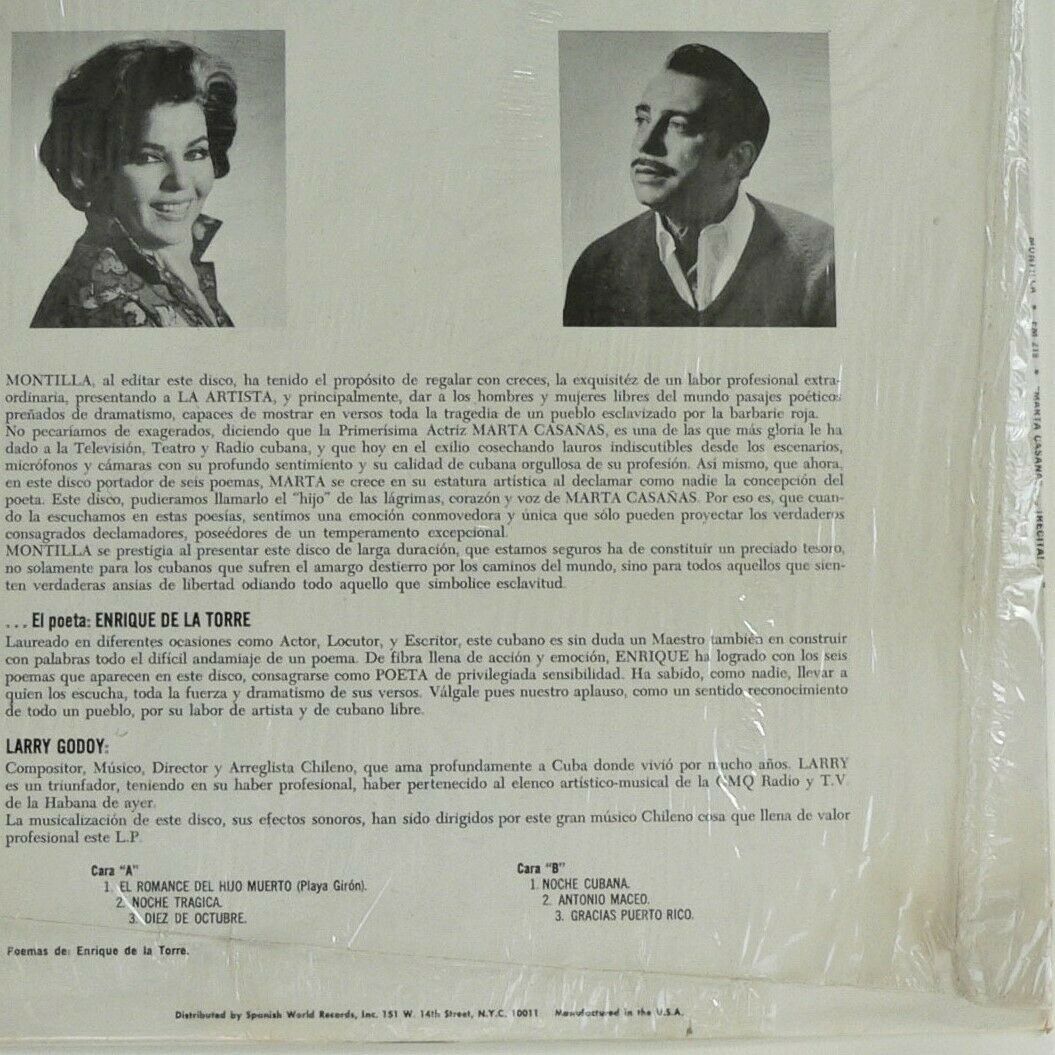 MONTILLA, al editar este disco, ha tenido el propósito de regalar con creces, la exquisitéz de un labor profesional extra-
ordinaria, presentando a LA ARTISTA, y principalmente, dar a los hombres y mujeres libres del mundo pasajes poéticos
preñados de dramatismo, capaces de mostrar en versos toda la tragedia de un pueblo esclavizado por la barbarie roja.
No pecaríamos de exagerados, diciendo que la Primerísima Actriz MARTA CASAÑAS, es una de las que más gloria le ha
dado a la Televisión, Teatro y Radio cubana, y que hoy en el exilio cosechando lauros indiscutibles desde los escenarios,
micrófonos y cámaras con su profundo sentimiento y su calidad de cubana orgullosa de su profesión. Asi mismo, que ahora,
en este disco portador de seis poemas, MARTA se crece en su estatura artística al declamar como nadie la concepción del
poeta. Este disco, pudieramos llamarlo el "hijo" de las lágrimas, corazón y voz de MARTA CASAÑAS. Por eso es, que cuan-
do la escuchamos en estas poesías, sentimos una emoción conmovedora y única que sólo pueden proyectar los verdaderos
consagrados declamadores, poseédores de un temperamento excepcional.
MONTILLA se prestigia al presentar este disco de larga duración, que estamos seguros ha de constituir un preciado tesoro,
no solamente para los cubanos que sufren el amargo destierro por los caminos del mundo, sino para todos aquellos que sien-
ten verdaderas ansias de libertad odiando todo aquello que simbolice esclavitud.
... El poeta: ENRIQUE DE LA TORRE
Laureado en diferentes ocasiones como Actor, Locutor, y Escritor, este cubano es sin duda un Maestro también en construir
con palabras todo el difícil andamiaje de un poema. De fibra llena de acción y emoción, ENRIQUE ha logrado con los seis
poemas que aparecen en este disco, consagrarse como POETA de privilegiada sensibilidad. Ha sabido, como nadie, llevar a
quien los escucha, toda la fuerza y dramatismo de sus versos. Válgale pues nuestro aplauso, como un sentido reconocimiento
de todo un pueblo, por su labor de artista y de cubano libre.
LARRY GODOY:
Compositor, Músico, Director y Arreglista Chileno, que ama profundamente a Cuba donde vivió por mucho años. LARRY
es un triunfador, teniendo en su haber profesional, haber pertenecido al elenco artístico-musical de la CMQ Radio y T.V.
de la Habana de ayer.
La musicalización de este disco, sus efectos sonoros, han sido dirigidos por este gran músico Chileno cosa que llena de valor
profesional este L.P.
Cara "A"
1. EL ROMANCE DEL HIJO MUERTO (Playa Girón).
2. NOCHE TRAGICA.
3. DIEZ DE OCTUBRE.
Cara "B"
1. NOCHE CUBANA.
2. ANTONIO MACEO.
3. GRACIAS PUERTO RICO.
Poemas de: Enrique de la Torre.
Distributed by Spanish World Records, Inc. 151 W. 14th Street, N.Y.C. 10011 Manufactured in the U.S.A.
MONTILLA * FM 218 * "MARTA CASAÑAS RECITAL